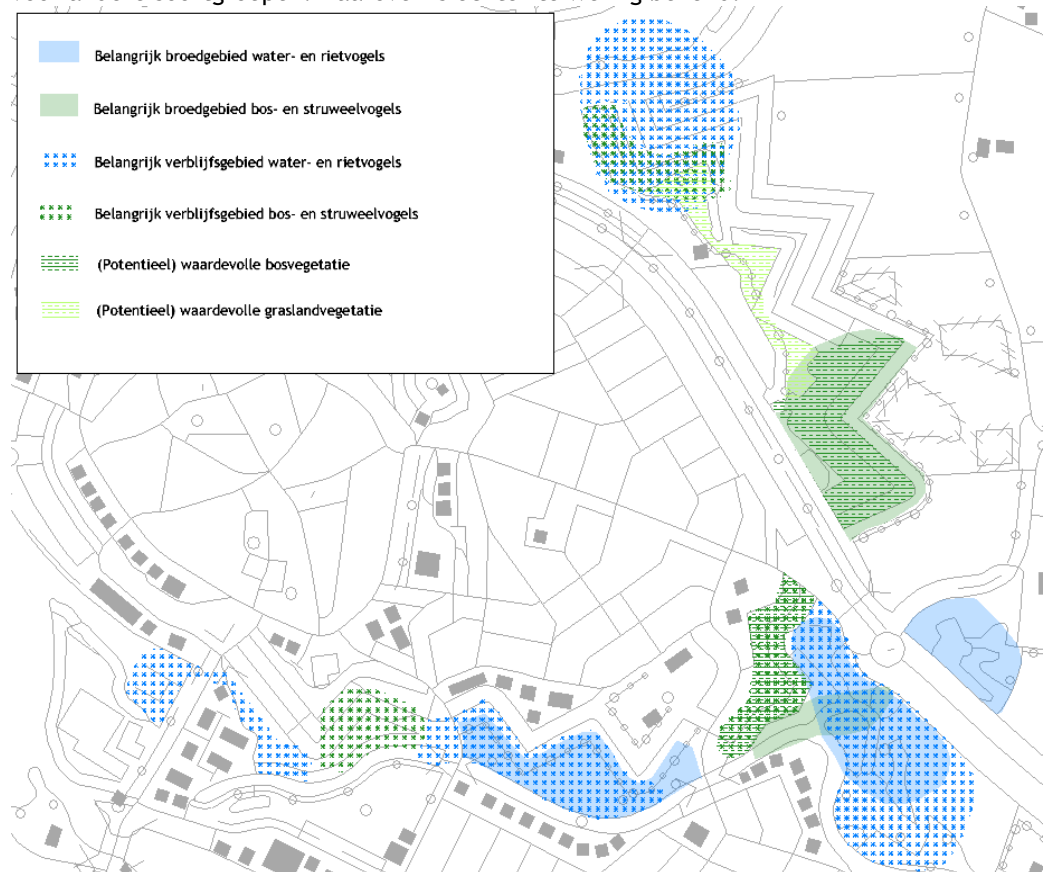 Belangrijk broedgebied water- en rietvogels
Belangrijk broedgebied bos- en struweelvogels
Belangrijk verblijfsgebied water- en rietvogels
Belangrijk verblijfsgebied bos- en struweelvogels
(Potentieel) waardevolle bosvegetatie
(Potentieel) waardevolle graslandvegetatie